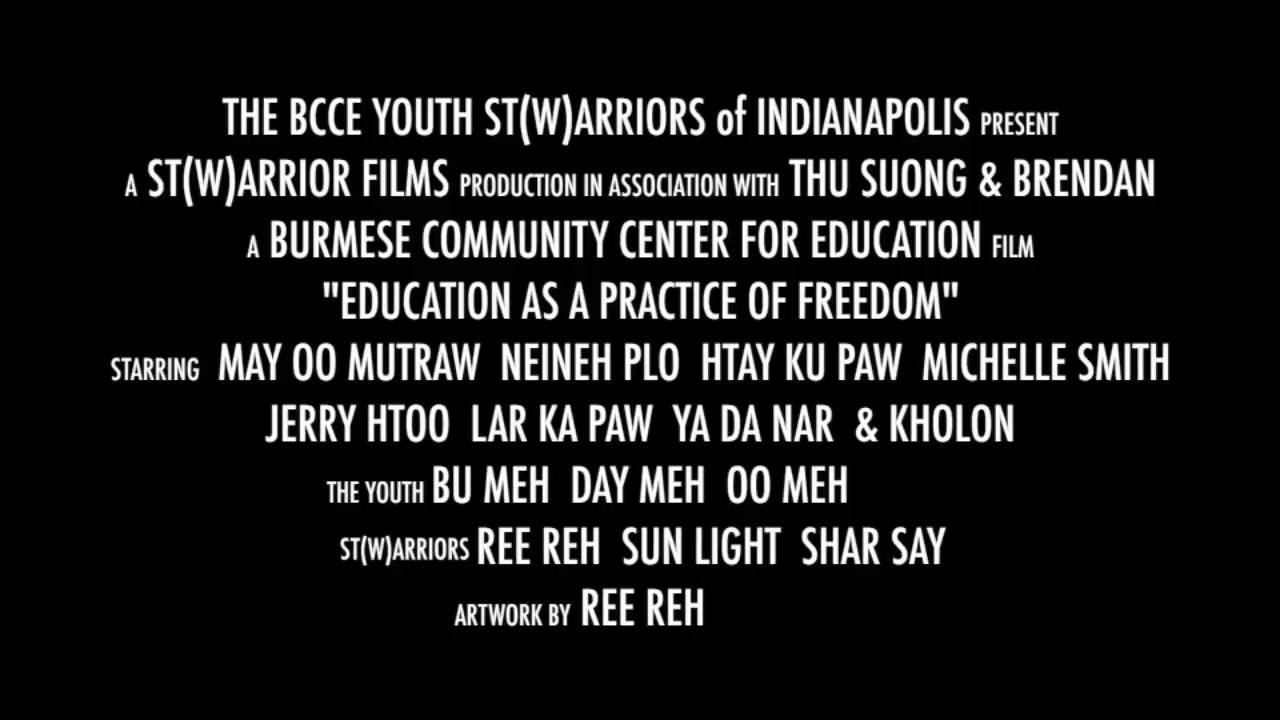 THE BCCE YOUTH ST(W)ARRIORS of INDIANAPOLIS PRESENT
A ST(W)ARRIOR FILMS PRODUCTION IN ASSOCIATION WITH THU SUONG & BRENDAN
A BURMESE COMMUNITY CENTER FOR EDUCATION FILM
"EDUCATION AS A PRACTICE OF FREEDOM"
STARRING MAY OO MUTRAW NEINEH PLO HTAY KU PAW MICHELLE SMITH
JERRY HTOO LAR KA PAW YA DA NAR & KHOLON
THE YOUTH BU MEH DAY MEH OO MEH
ST(W)ARRIORS REE REH SUN LIGHT SHAR SAY
ARTWORK BY REE REH